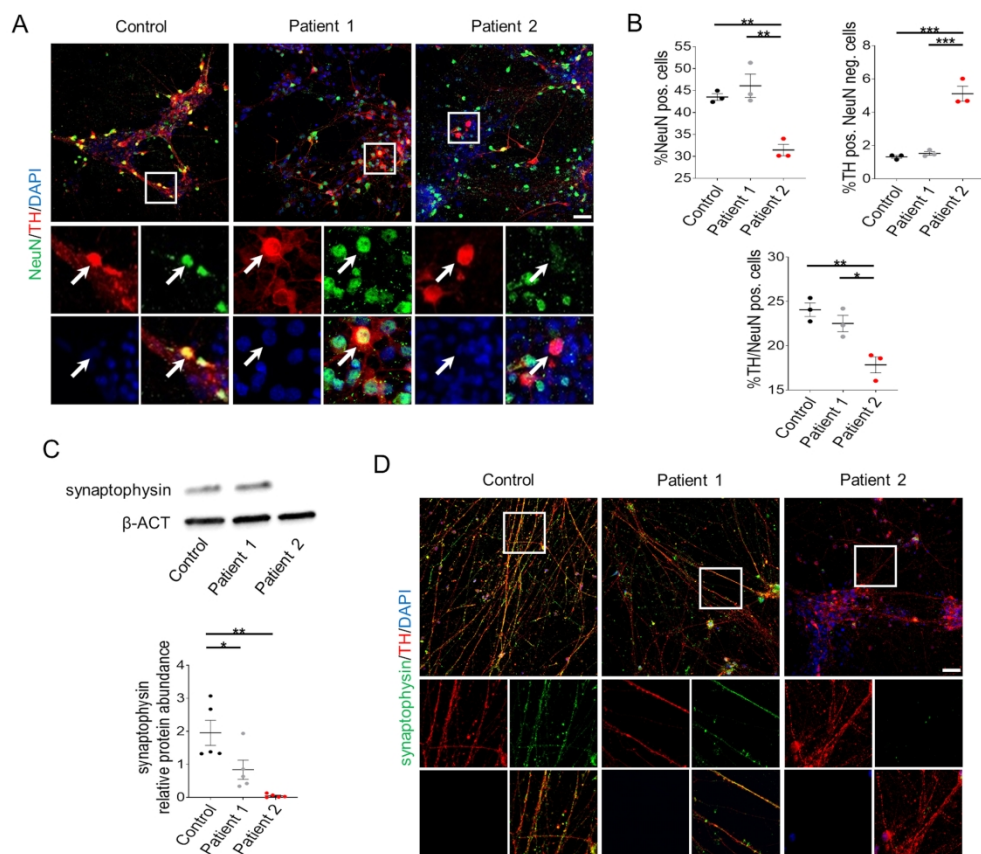 A
Control
Patient 1
Patient 2
NeuN/TH/DAPI
B
**
**
%NeuN pos. cells
45
40
35
30
25
Control
Patient 1
Patient 2
***
***
%TH pos. NeuN neg. cells
8
6
4
2
0
Control
Patient 1
Patient 2
**
*
%TH/NeuN pos. cells
25
20
15
Control
Patient 1
Patient 2
C
synaptophysin
β-ACT
Control
Patient 1
Patient 2
**
*
synaptophysin
relative protein abundance
4
3
2
1
0
Control
Patient 1
Patient 2
D
Control
Patient 1
Patient 2
synaptophysin/TH/DAPI